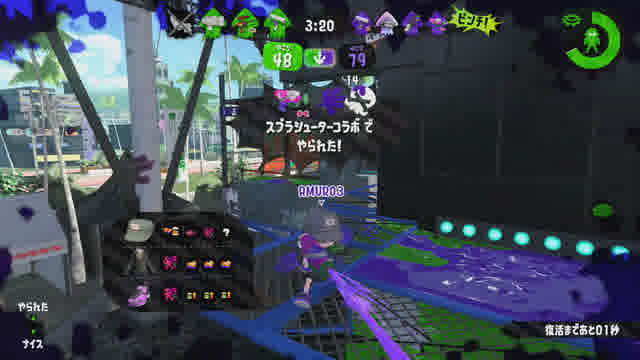 3:20
ピンチ!
48
79
14
スプラシューターコラボ で
やられた!
AMURO3
?
やられた
ナイス
復活まであと01秒